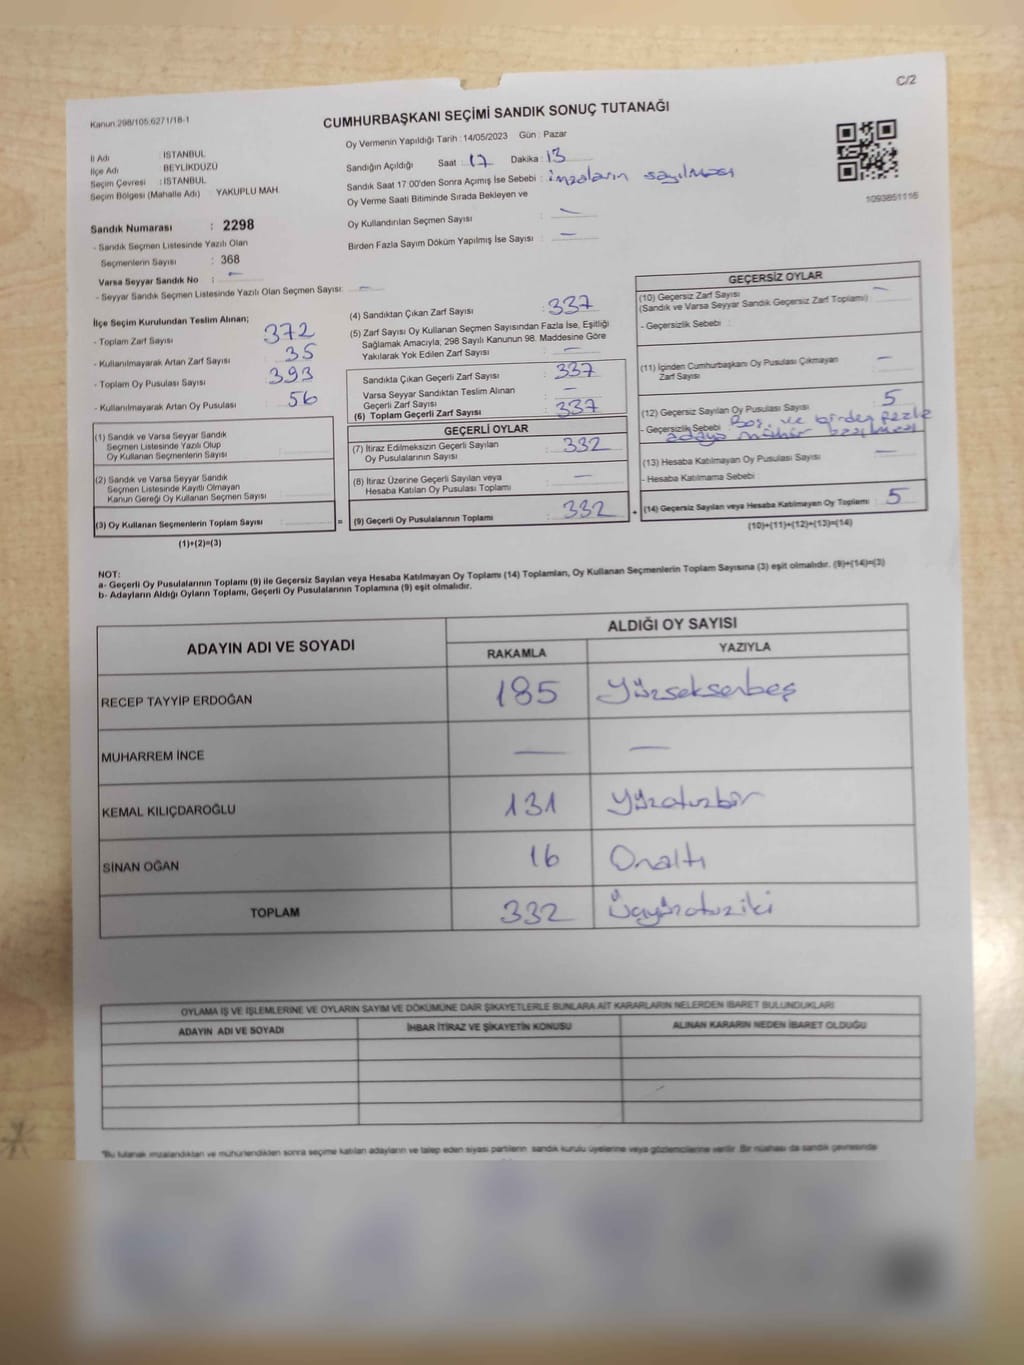 C/2
Kanun:298/105;6271/18-1
CUMHURBAŞKANI SEÇİMİ SANDIK SONUÇ TUTANAĞI
Oy Vermenin Yapıldığı Tarih : 14/05/2023 Gün : Pazar
İl Adı : İSTANBUL
İlçe Adı : BEYLİKDÜZÜ
Seçim Çevresi : İSTANBUL
Seçim Bölgesi (Mahalle Adı) : YAKUPLU MAH.
Sandığın Açıldığı Saat : 17 Dakika : 13
Sandık Saat 17:00'den Sonra Açımış İse Sebebi : imzaların sayılması
Oy Verme Saati Bitiminde Sırada Bekleyen ve
Oy Kullandırılan Seçmen Sayısı : —
Birden Fazla Sayım Döküm Yapılmış İse Sayısı : —
1093851116
Sandık Numarası : 2298
- Sandık Seçmen Listesinde Yazılı Olan
Seçmenlerin Sayısı : 368
Varsa Seyyar Sandık No : —
- Seyyar Sandık Seçmen Listesinde Yazılı Olan Seçmen Sayısı: —
İlçe Seçim Kurulundan Teslim Alınan;
- Toplam Zarf Sayısı : 372
- Kullanılmayarak Artan Zarf Sayısı : 35
- Toplam Oy Pusulası Sayısı : 393
- Kullanılmayarak Artan Oy Pusulası : 56
(1) Sandık ve Varsa Seyyar Sandık
Seçmen Listesinde Yazılı Olup
Oy Kullanan Seçmenlerin Sayısı :
(2) Sandık ve Varsa Seyyar Sandık
Seçmen Listesinde Kayıtlı Olmayan
Kanun Gereği Oy Kullanan Seçmen Sayısı :
(3) Oy Kullanan Seçmenlerin Toplam Sayısı : =
(1)+(2)=(3)
(4) Sandıktan Çıkan Zarf Sayısı : 337
(5) Zarf Sayısı Oy Kullanan Seçmen Sayısından Fazla İse, Eşitliği
Sağlamak Amacıyla; 298 Sayılı Kanunun 98. Maddesine Göre
Yakılarak Yok Edilen Zarf Sayısı : —
Sandıkta Çıkan Geçerli Zarf Sayısı : 337
Varsa Seyyar Sandıktan Teslim Alınan
Geçerli Zarf Sayısı : —
(6) Toplam Geçerli Zarf Sayısı : 337
GEÇERLİ OYLAR
(7) İtiraz Edilmeksizin Geçerli Sayılan
Oy Pusulalarının Sayısı : 332
(8) İtiraz Üzerine Geçerli Sayılan veya
Hesaba Katılan Oy Pusulası Toplamı : —
(9) Geçerli Oy Pusulalarının Toplamı : 332 +
GEÇERSİZ OYLAR
(10) Geçersiz Zarf Sayısı
(Sandık ve Varsa Seyyar Sandık Geçersiz Zarf Toplamı) : —
- Geçersizlik Sebebi :
(11) İçinden Cumhurbaşkanı Oy Pusulası Çıkmayan
Zarf Sayısı : —
(12) Geçersiz Sayılan Oy Pusulası Sayısı : 5
- Geçersizlik Sebebi : Boş ve birden fazla
adaya mühür basılması
(13) Hesaba Katılmayan Oy Pusulası Sayısı : —
- Hesaba Katılmama Sebebi :
(14) Geçersiz Sayılan veya Hesaba Katılmayan Oy Toplamı : 5
(10)+(11)+(12)+(13)=(14)
NOT:
a- Geçerli Oy Pusulalarının Toplamı (9) ile Geçersiz Sayılan veya Hesaba Katılmayan Oy Toplamı (14) Toplamları, Oy Kullanan Seçmenlerin Toplam Sayısına (3) eşit olmalıdır. (9)+(14)=(3)
b- Adayların Aldığı Oyların Toplamı, Geçerli Oy Pusulalarının Toplamına (9) eşit olmalıdır.
ADAYIN ADI VE SOYADI ALDIĞI OY SAYISI
RAKAMLA YAZIYLA
RECEP TAYYİP ERDOĞAN 185 Yüzseksenbeş
MUHARREM İNCE — —
KEMAL KILIÇDAROĞLU 131 Yüzotuzbir
SİNAN OĞAN 16 Onaltı
TOPLAM 332 Üçyüzotuziki
OYLAMA İŞ VE İŞLEMLERİNE VE OYLARIN SAYIM VE DÖKÜMÜNE DAİR ŞİKAYETLERLE BUNLARA AİT KARARLARIN NELERDEN İBARET BULUNDUKLARI
ADAYIN ADI VE SOYADI İHBAR İTİRAZ VE ŞİKAYETİN KONUSU ALINAN KARARIN NEDEN İBARET OLDUĞU
*Bu tutanak imzalandıktan ve mühürlendikten sonra seçime katılan adayların ve talep eden siyasi partilerin sandık kurulu üyelerine veya gözlemcilerine verilir. Bir nüshası da sandık çevresinde